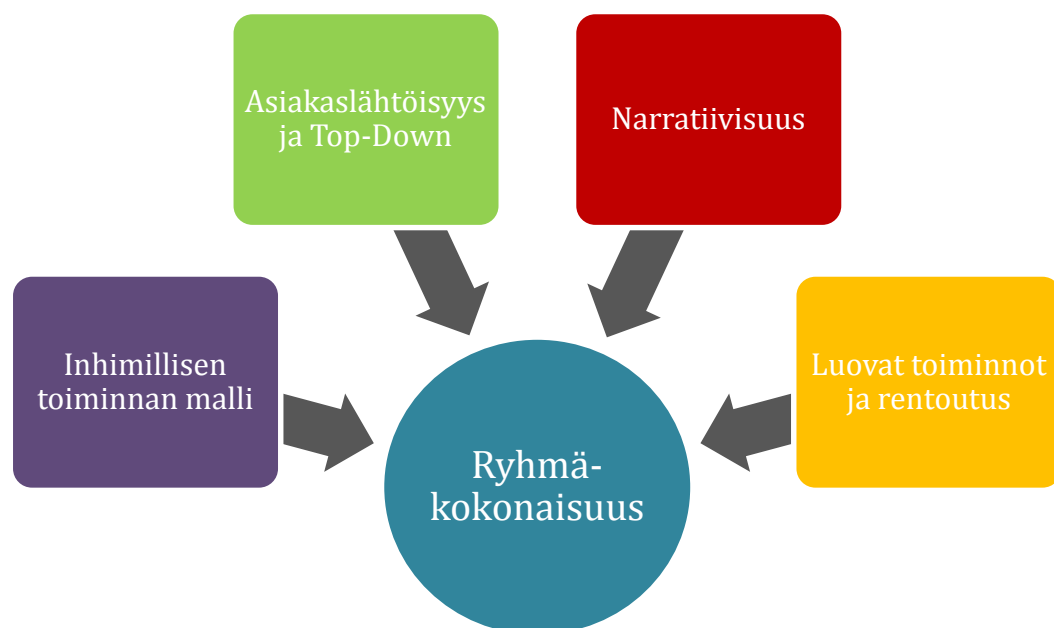 Asiakaslähtöisyys
ja Top-Down
Narratiivisuus
Inhimillisen
toiminnan malli
Luovat toiminnot
ja rentoutus
Ryhmä-
kokonaisuus